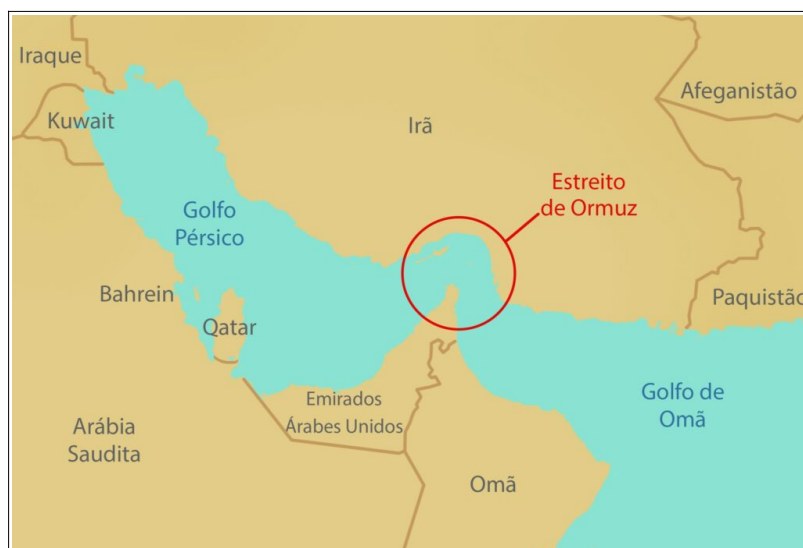 Iraque
Kuwait
Irã
Afeganistão
Estreito
de Ormuz
Golfo
Pérsico
Bahrein
Qatar
Paquistão
Emirados
Árabes Unidos
Golfo de
Omã
Arábia
Saudita
Omã